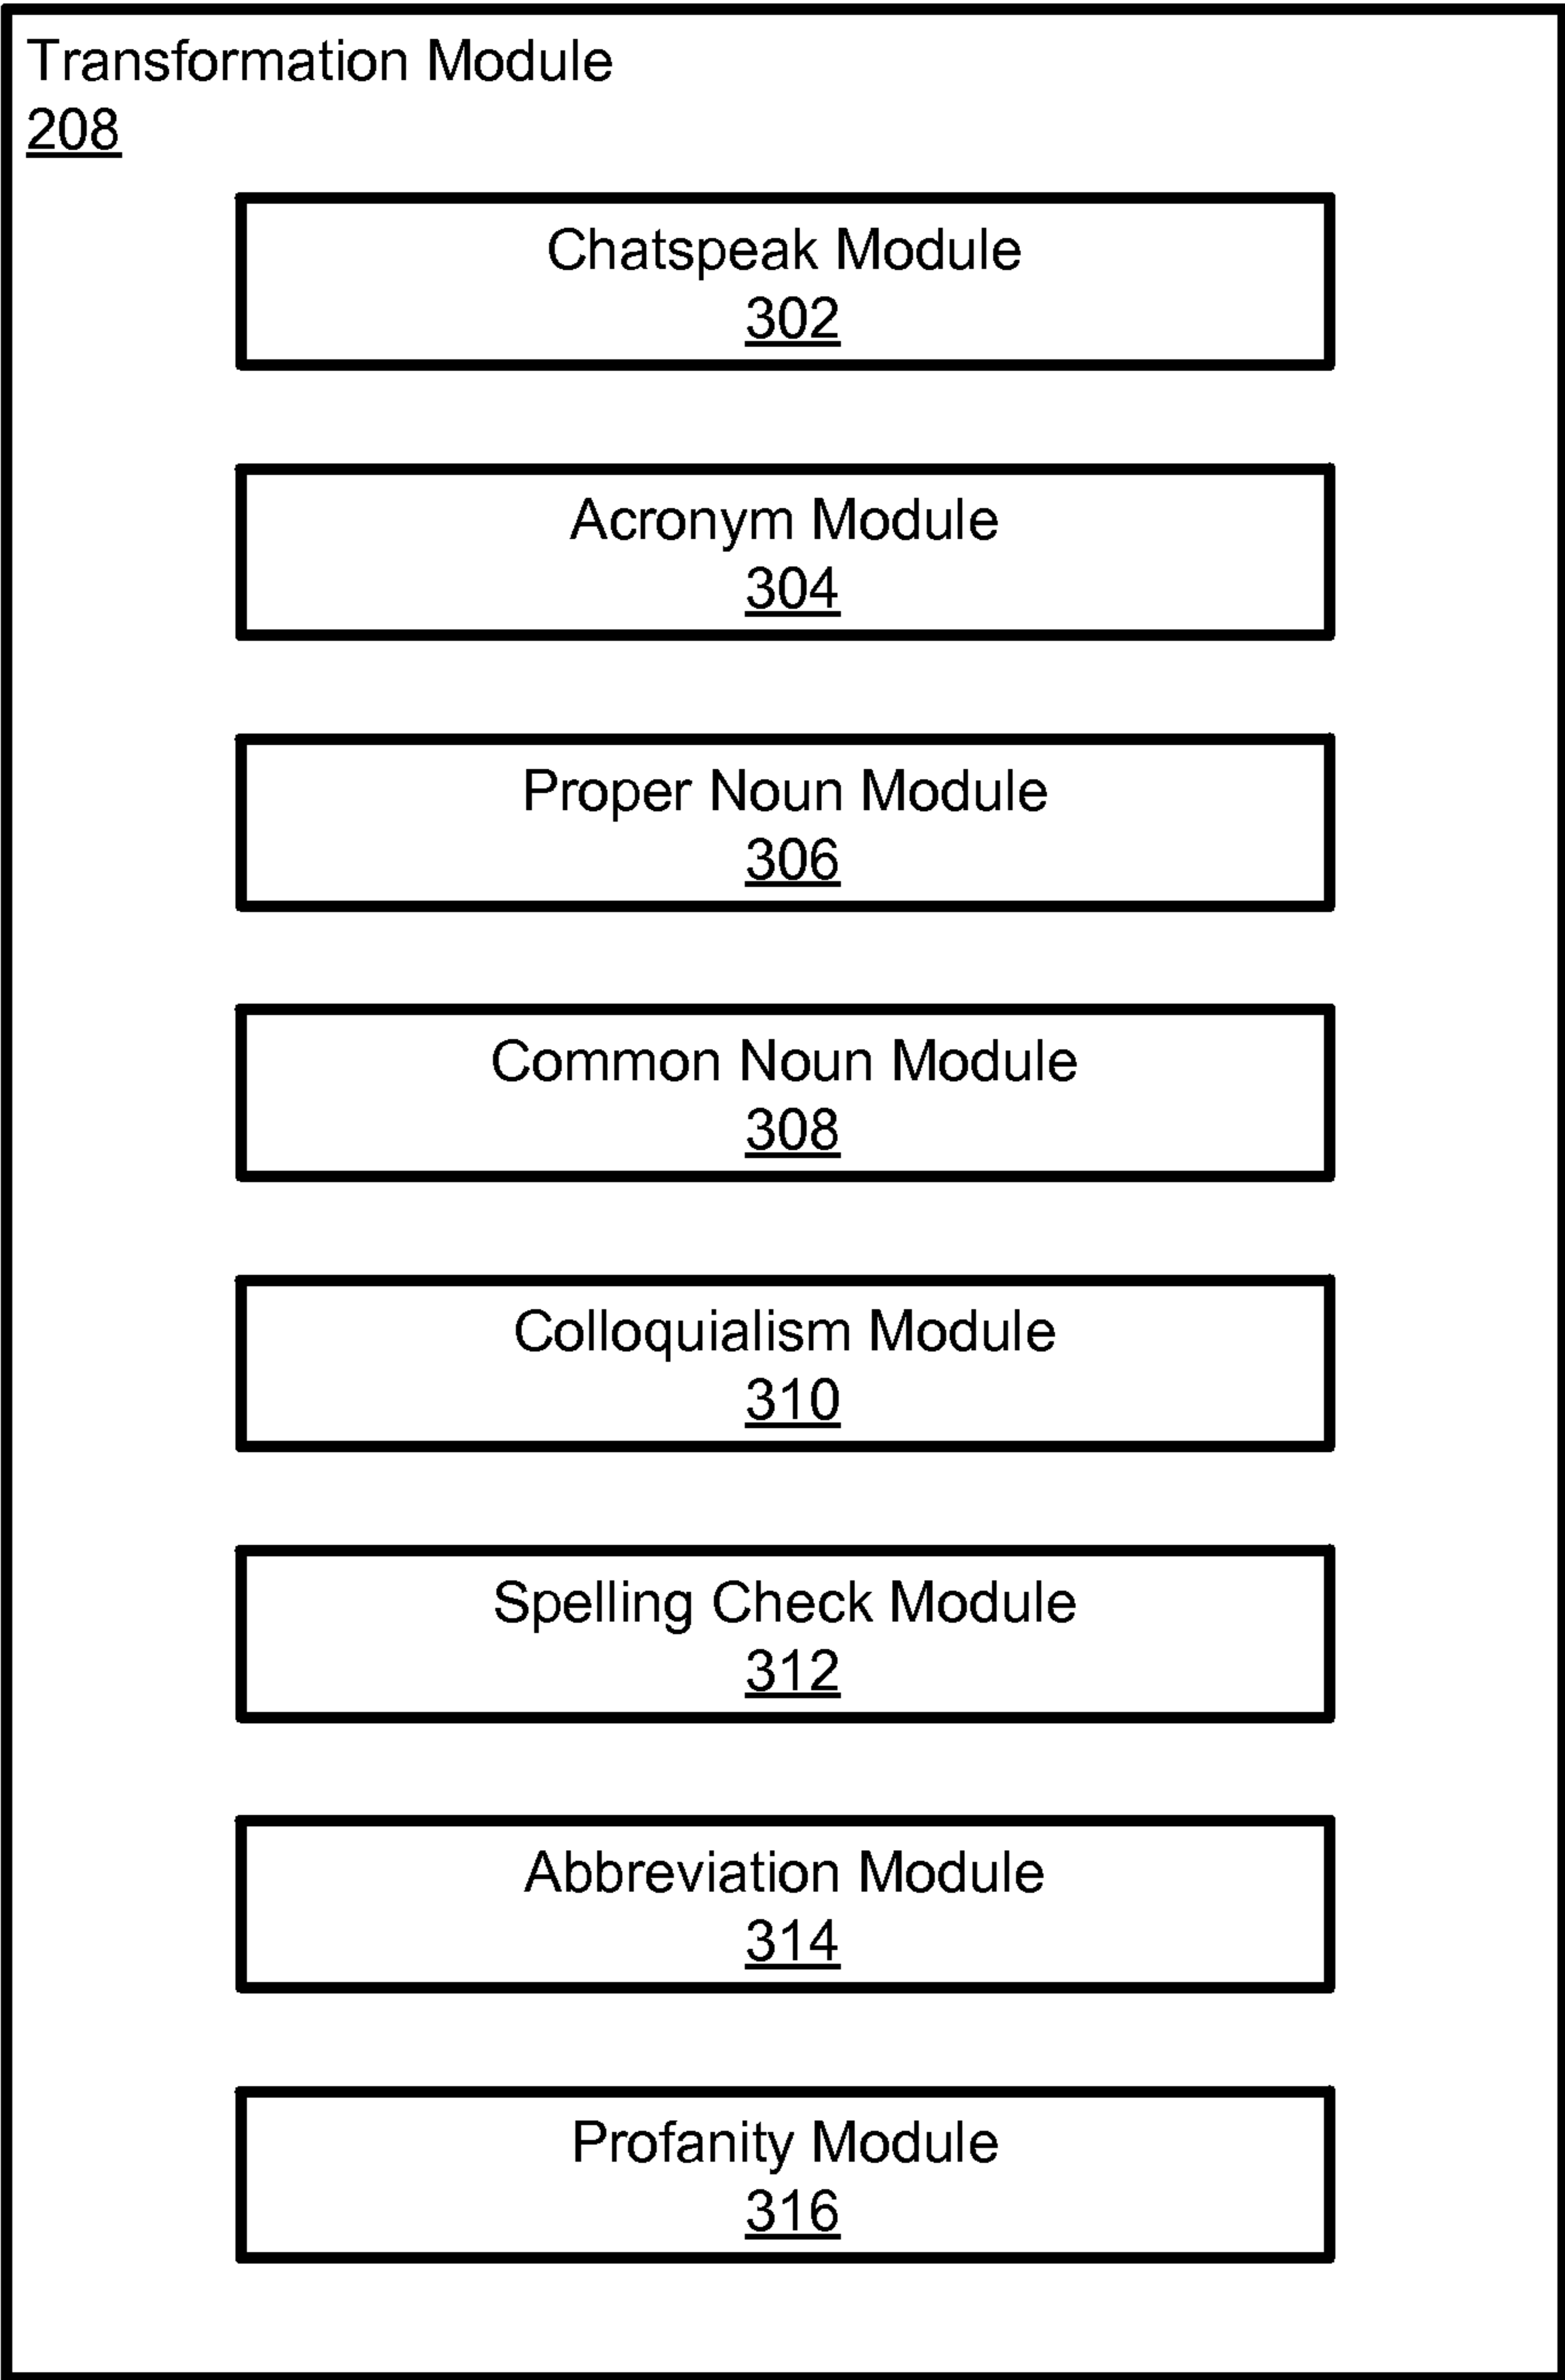 Transformation Module
208
Chatspeak Module
302
Acronym Module
304
Proper Noun Module
306
Common Noun Module
308
Colloquialism Module
310
Spelling Check Module
312
Abbreviation Module
314
Profanity Module
316